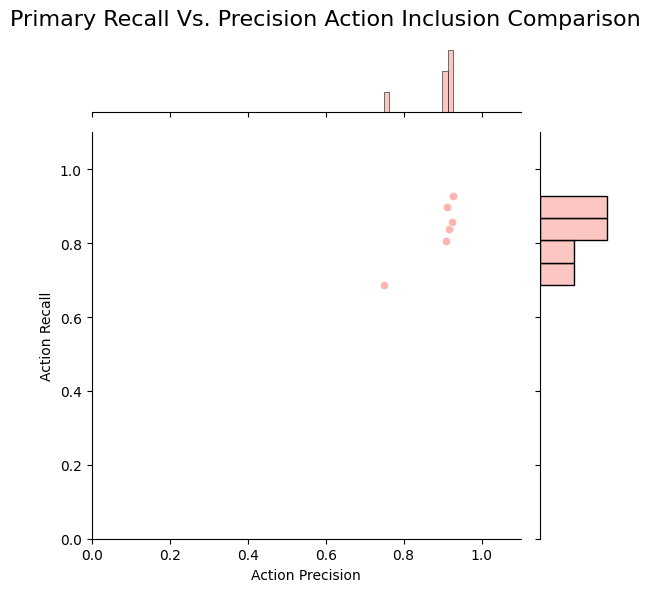 Primary Recall Vs. Precision Action Inclusion Comparison
1.0
0.8
0.6
0.4
0.2
0.0
Action Recall
0.0 0.2 0.4 0.6 0.8 1.0
Action Precision